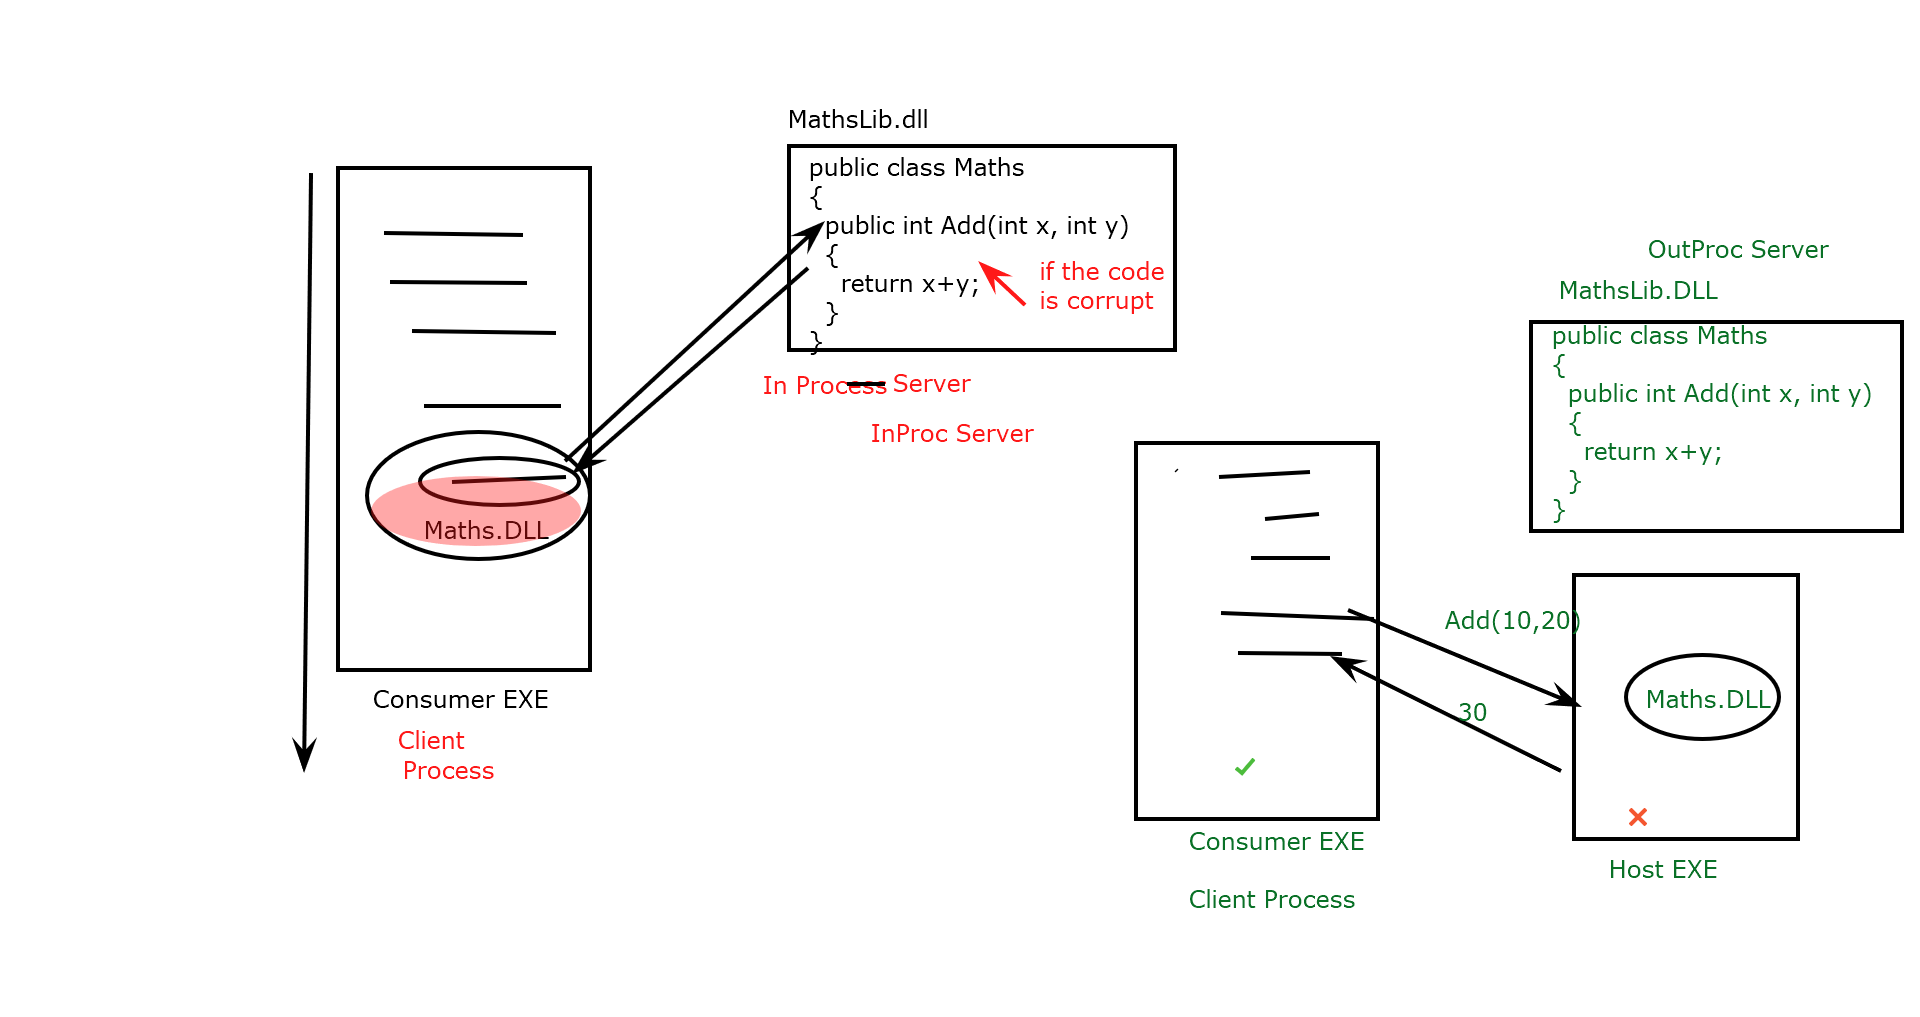 MathsLib.dll
public class Maths
{
public int Add(int x, int y)
{
return x+y;
}
}
if the code
is corrupt
In Process Server
InProc Server
Maths.DLL
Consumer EXE
Client
Process
OutProc Server
MathsLib.DLL
public class Maths
{
public int Add(int x, int y)
{
return x+y;
}
}
Add(10,20)
30
Maths.DLL
Consumer EXE
Client Process
Host EXE